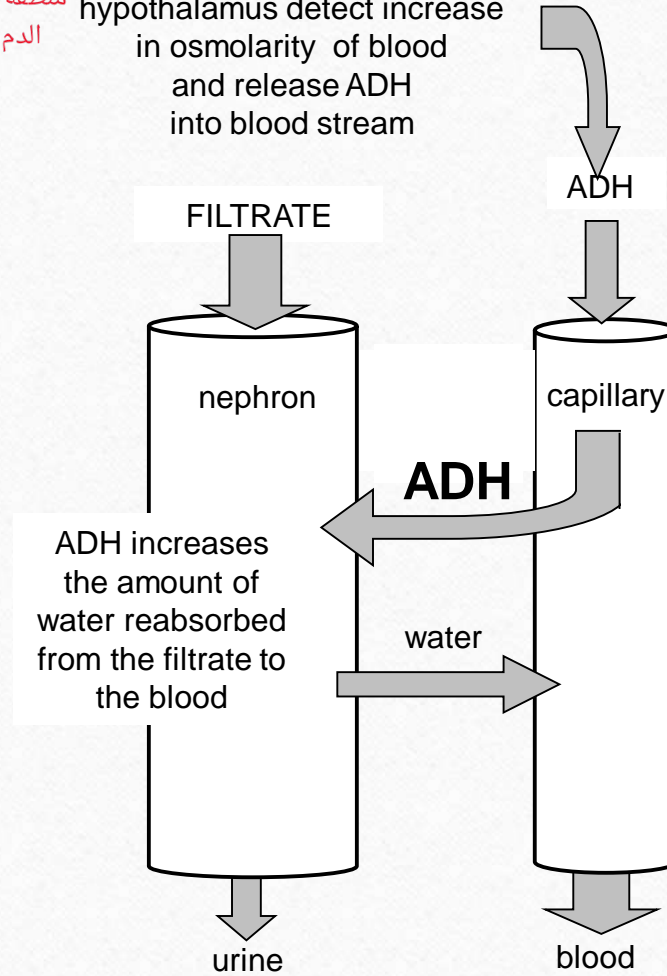 hypothalamus detect increase
الدم
in osmolarity of blood
and release ADH
into blood stream
ADH
FILTRATE
nephron
capillary
ADH
ADH increases
the amount of
water reabsorbed
from the filtrate to
the blood
water
urine
blood